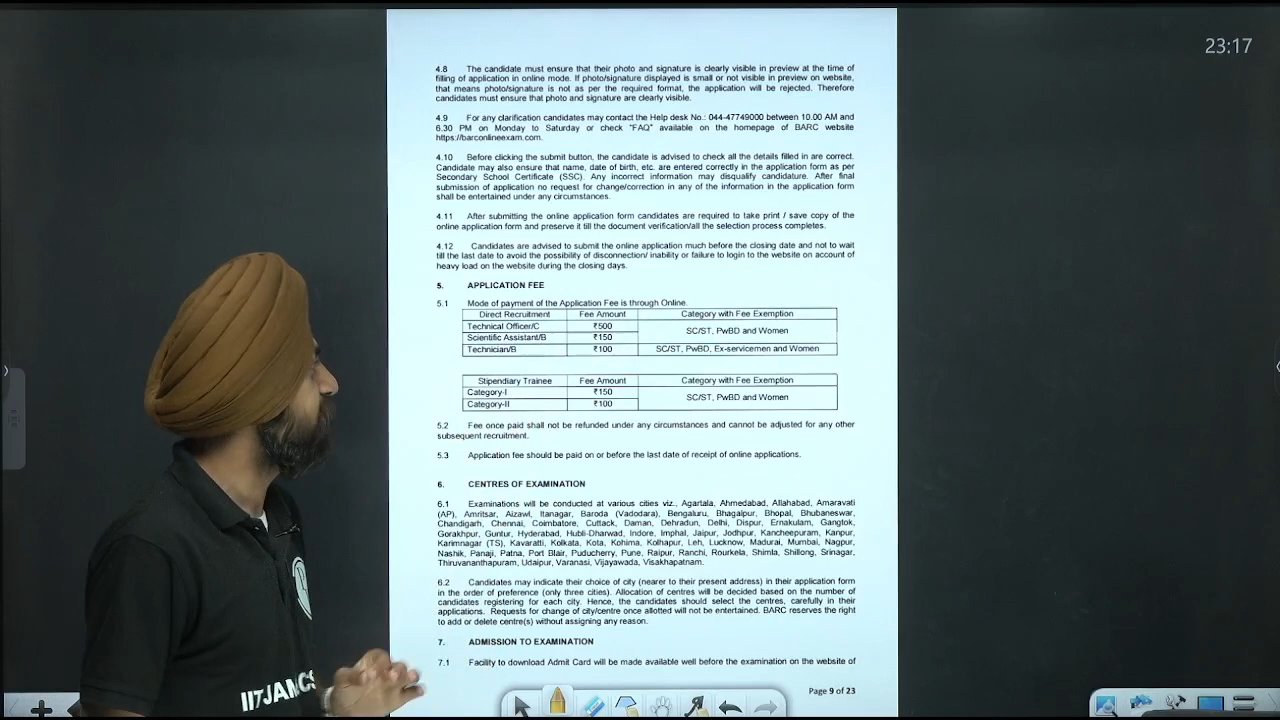 23:17
4.8 The candidate must ensure that their photo and signature is clearly visible in preview at the time of
filling of application in online mode. If photo/signature displayed is small or not visible in preview on website,
that means photo/signature is not as per the required format, the application will be rejected. Therefore
candidates must ensure that photo and signature are clearly visible.
4.9 For any clarification candidates may contact the Help desk No.: 044-47749000 between 10.00 AM and
6.30 PM on Monday to Saturday or check "FAQ" available on the homepage of BARC website
https://barconlineexam.com.
4.10 Before clicking the submit button, the candidate is advised to check all the details filled in are correct.
Candidate may also ensure that name, date of birth, etc. are entered correctly in the application form as per
Secondary School Certificate (SSC). Any incorrect information may disqualify candidature. After final
submission of application no request for change/correction in any of the information in the application form
shall be entertained under any circumstances.
4.11 After submitting the online application form candidates are required to take print / save copy of the
online application form and preserve it till the document verification/all the selection process completes.
4.12 Candidates are advised to submit the online application much before the closing date and not to wait
till the last date to avoid the possibility of disconnection/ inability or failure to login to the website on account of
heavy load on the website during the closing days.
5. APPLICATION FEE
5.1 Mode of payment of the Application Fee is through Online.
Direct Recruitment Fee Amount Category with Fee Exemption
Technical Officer/C ₹500 SC/ST, PwBD and Women
Scientific Assistant/B ₹150
Technician/B ₹100 SC/ST, PwBD, Ex-servicemen and Women
Stipendiary Trainee Fee Amount Category with Fee Exemption
Category-I ₹150 SC/ST, PwBD and Women
Category-II ₹100
5.2 Fee once paid shall not be refunded under any circumstances and cannot be adjusted for any other
subsequent recruitment.
5.3 Application fee should be paid on or before the last date of receipt of online applications.
6. CENTRES OF EXAMINATION
6.1 Examinations will be conducted at various cities viz., Agartala, Ahmedabad, Allahabad, Amaravati
(AP), Amritsar, Aizawl, Itanagar, Baroda (Vadodara), Bengaluru, Bhagalpur, Bhopal, Bhubaneswar,
Chandigarh, Chennai, Coimbatore, Cuttack, Daman, Dehradun, Delhi, Dispur, Ernakulam, Gangtok,
Gorakhpur, Guntur, Hyderabad, Hubli-Dharwad, Indore, Imphal, Jaipur, Jodhpur, Kancheepuram, Kanpur,
Karimnagar (TS), Kavaratti, Kolkata, Kota, Kohima, Kolhapur, Leh, Lucknow, Madurai, Mumbai, Nagpur,
Nashik, Panaji, Patna, Port Blair, Puducherry, Pune, Raipur, Ranchi, Rourkela, Shimla, Shillong, Srinagar,
Thiruvananthapuram, Udaipur, Varanasi, Vijayawada, Visakhapatnam.
6.2 Candidates may indicate their choice of city (nearer to their present address) in their application form
in the order of preference (only three cities). Allocation of centres will be decided based on the number of
candidates registering for each city. Hence, the candidates should select the centres, carefully in their
applications. Requests for change of city/centre once allotted will not be entertained. BARC reserves the right
to add or delete centre(s) without assigning any reason.
7. ADMISSION TO EXAMINATION
7.1 Facility to download Admit Card will be made available well before the examination on the website of
Page 9 of 23
IITJAMCS